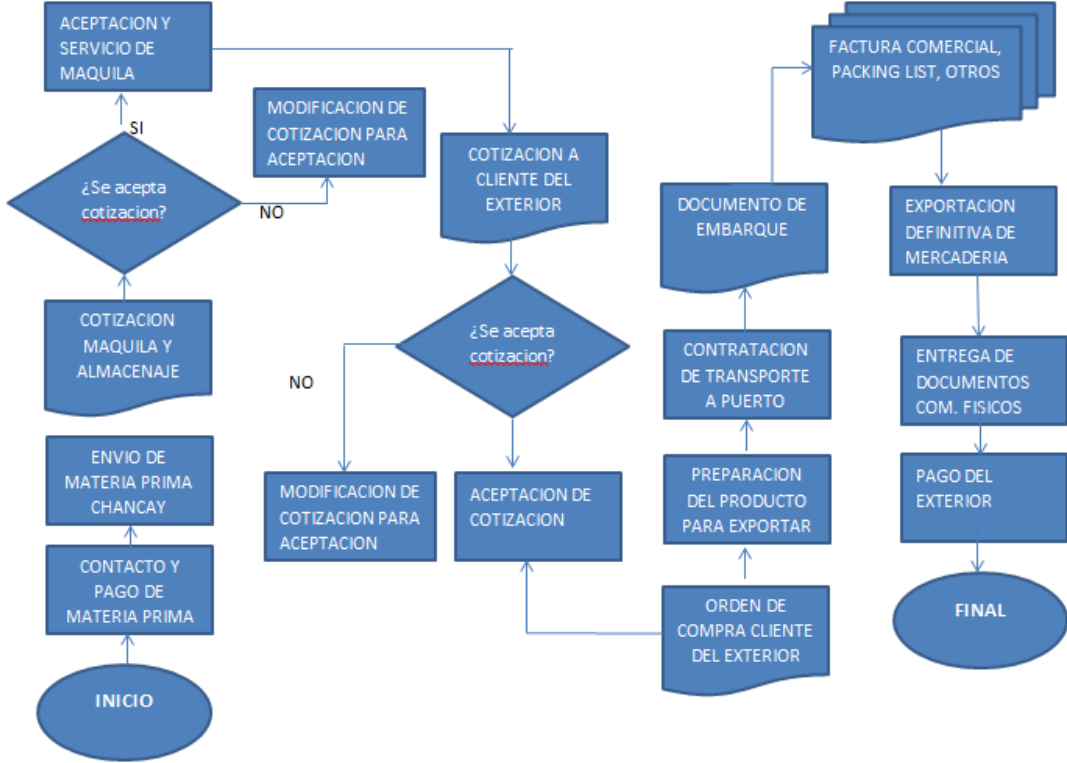 ACEPTACION Y
SERVICIO DE
MAQUILA
SI
¿Se acepta
cotizacion?
NO
MODIFICACION DE
COTIZACION PARA
ACEPTACION
COTIZACION
MAQUILA Y
ALMACENAJE
ENVIO DE
MATERIA PRIMA
CHANCAY
CONTACTO Y
PAGO DE
MATERIA PRIMA
INICIO
COTIZACION A
CLIENTE DEL
EXTERIOR
¿Se acepta
cotizacion?
NO
MODIFICACION DE
COTIZACION PARA
ACEPTACION
ACEPTACION DE
COTIZACION
FACTURA COMERCIAL,
PACKING LIST, OTROS
DOCUMENTO DE
EMBARQUE
CONTRATACION
DE TRANSPORTE
A PUERTO
PREPARACION
DEL PRODUCTO
PARA EXPORTAR
ORDEN DE
COMPRA CLIENTE
DEL EXTERIOR
EXPORTACION
DEFINITIVA DE
MERCADERIA
ENTREGA DE
DOCUMENTOS
COM. FISICOS
PAGO DEL
EXTERIOR
FINAL